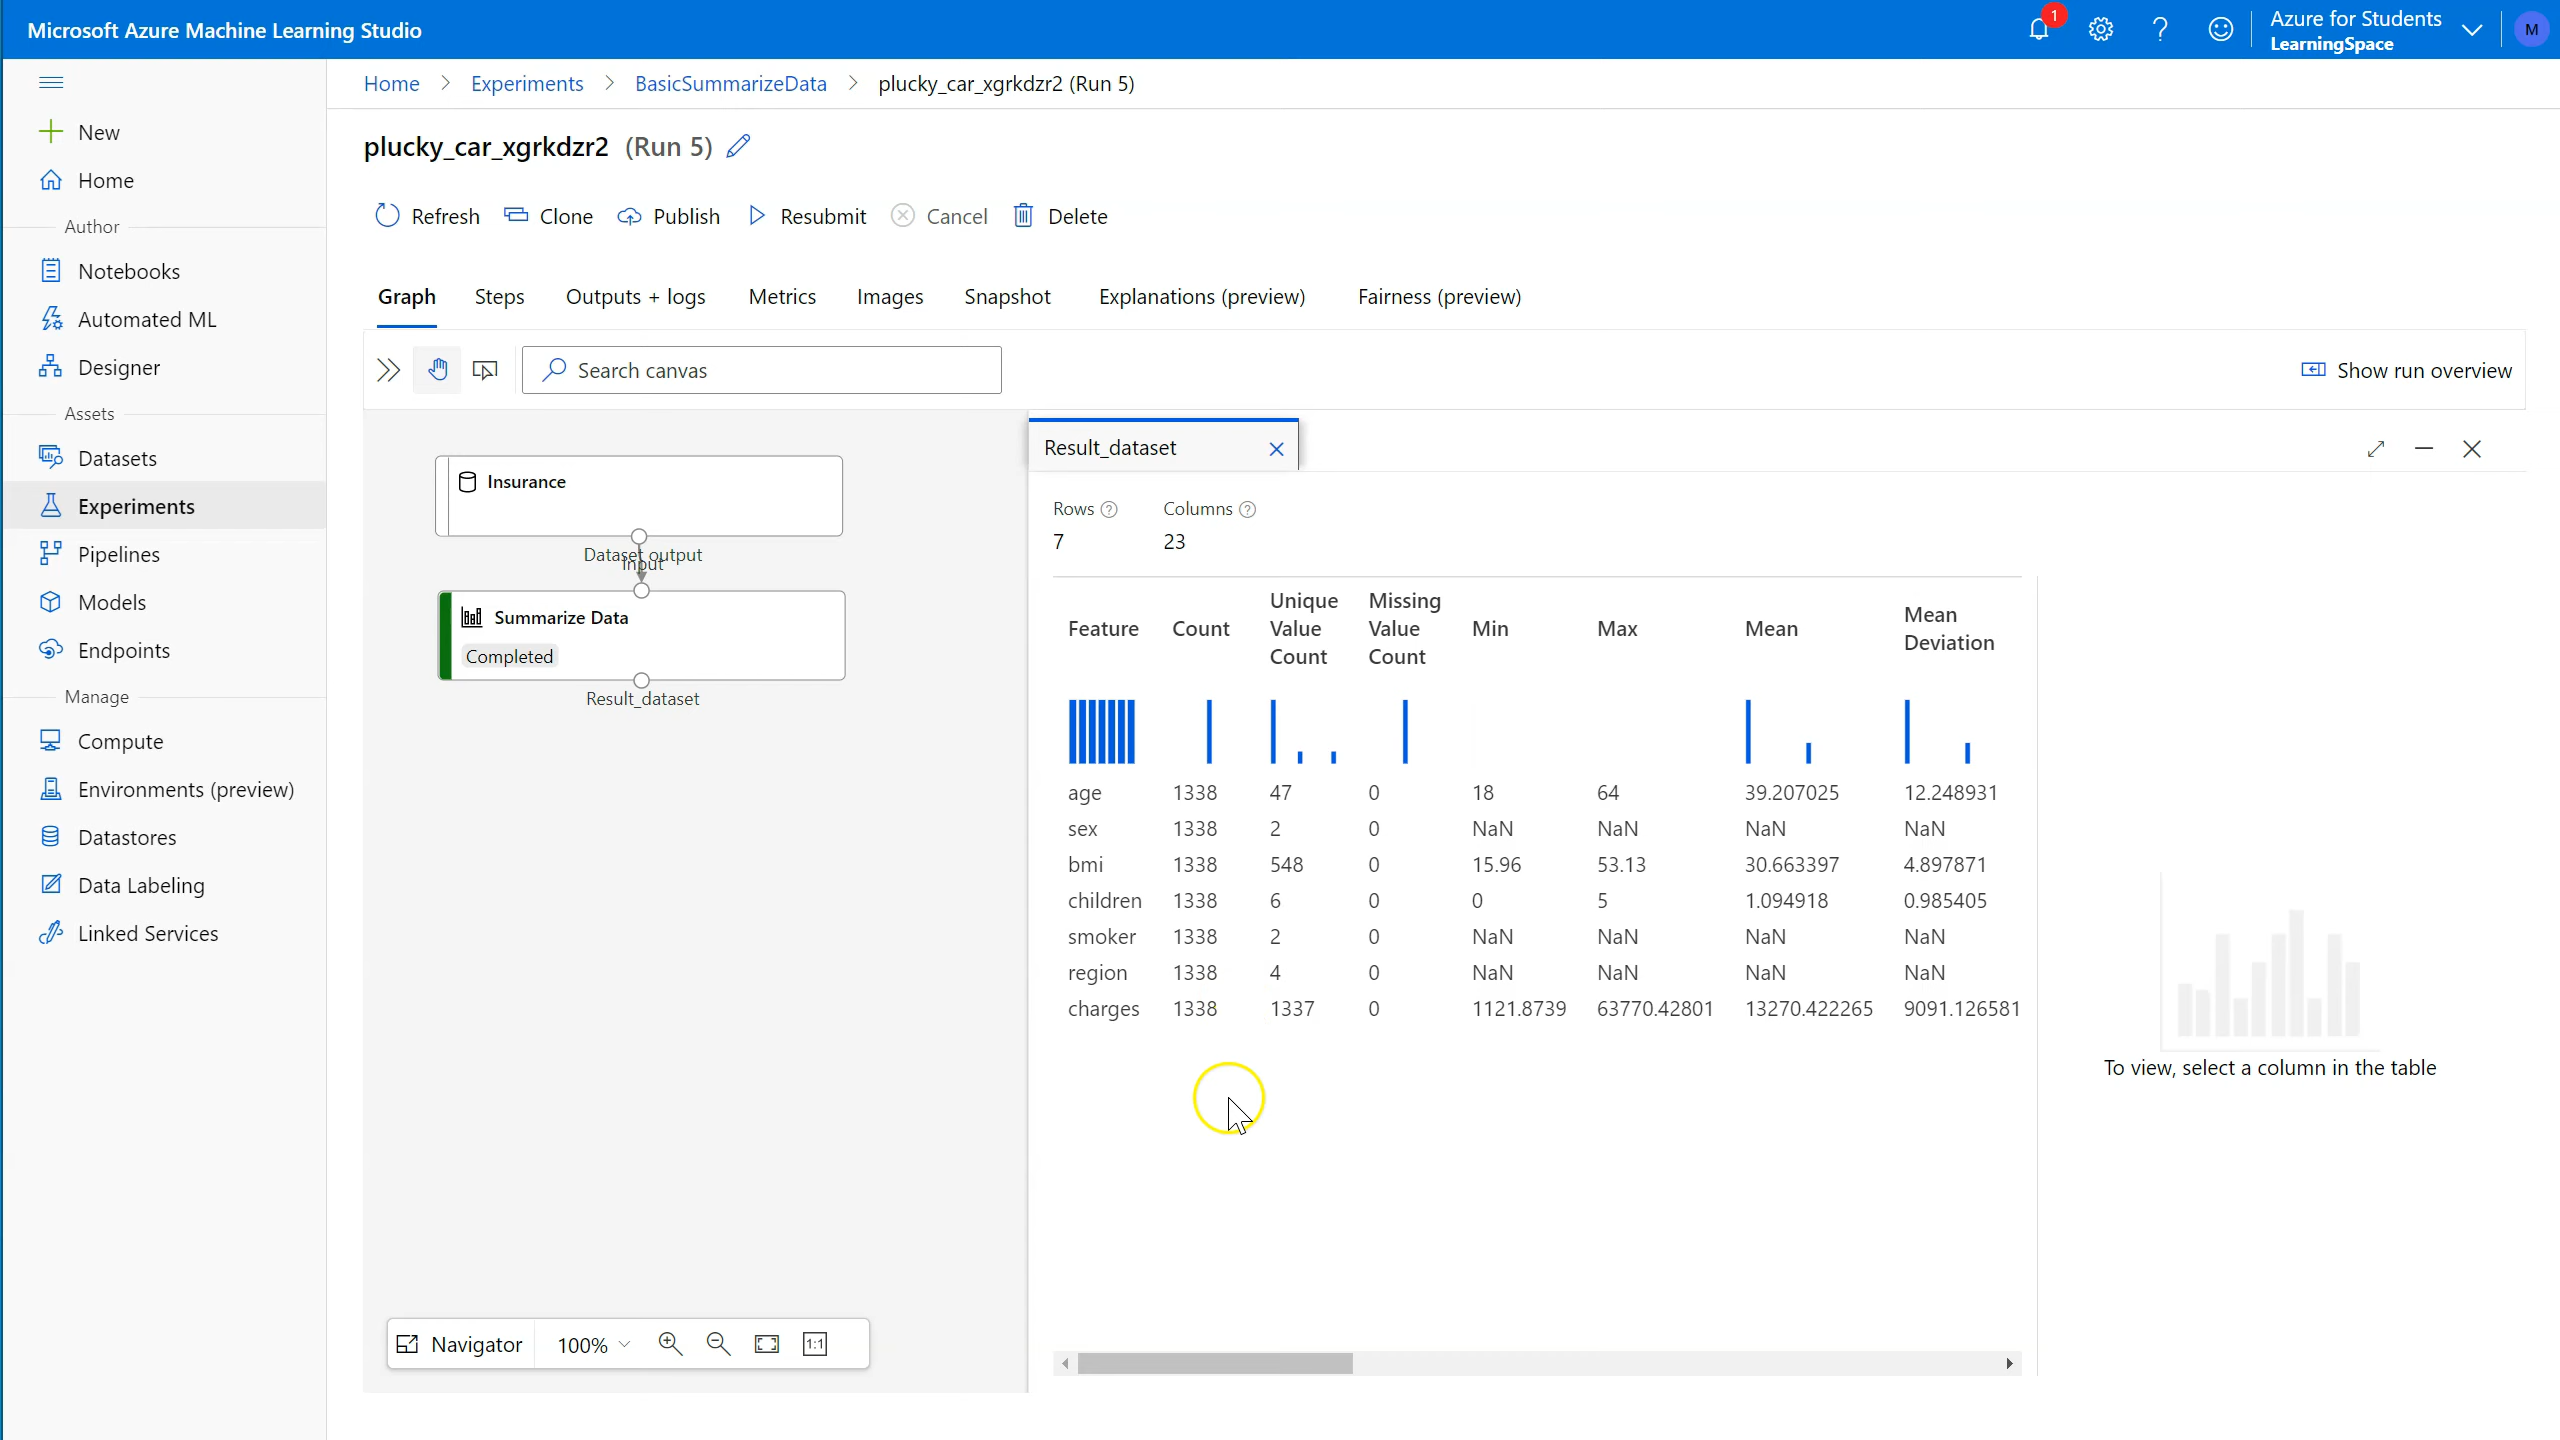 Microsoft Azure Machine Learning Studio
1
Azure for Students
LearningSpace
M
Home > Experiments > BasicSummarizeData > plucky_car_xgrkdzr2 (Run 5)
New
Home
Author
Notebooks
Automated ML
Designer
Assets
Datasets
Experiments
Pipelines
Models
Endpoints
Manage
Compute
Environments (preview)
Datastores
Data Labeling
Linked Services
plucky_car_xgrkdzr2 (Run 5)
Refresh Clone Publish Resubmit Cancel Delete
Graph Steps Outputs + logs Metrics Images Snapshot Explanations (preview) Fairness (preview)
Search canvas
Show run overview
Insurance
Dataset output
Input
Summarize Data
Completed
Result_dataset
Navigator 100% 1:1
Result_dataset
Rows ? Columns ?
7 23
Feature Count Unique Value Count Missing Value Count Min Max Mean Mean Deviation
age 1338 47 0 18 64 39.207025 12.248931
sex 1338 2 0 NaN NaN NaN NaN
bmi 1338 548 0 15.96 53.13 30.663397 4.897871
children 1338 6 0 0 5 1.094918 0.985405
smoker 1338 2 0 NaN NaN NaN NaN
region 1338 4 0 NaN NaN NaN NaN
charges 1338 1337 0 1121.8739 63770.42801 13270.422265 9091.126581
To view, select a column in the table